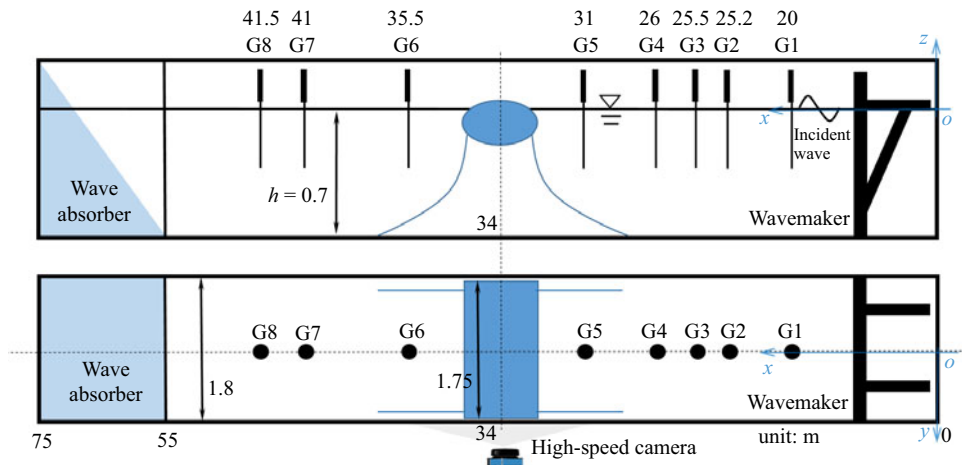 41.5 41 35.5 31 26 25.5 25.2 20
G8 G7 G6 G5 G4 G3 G2 G1
z
x
o
Incident
wave
h = 0.7
Wave
absorber
34
Wavemaker
G8 G7 G6 G5 G4 G3 G2 G1
x
o
Wave
absorber
1.8
1.75
Wavemaker
75 55 34 unit: m y 0
High-speed camera